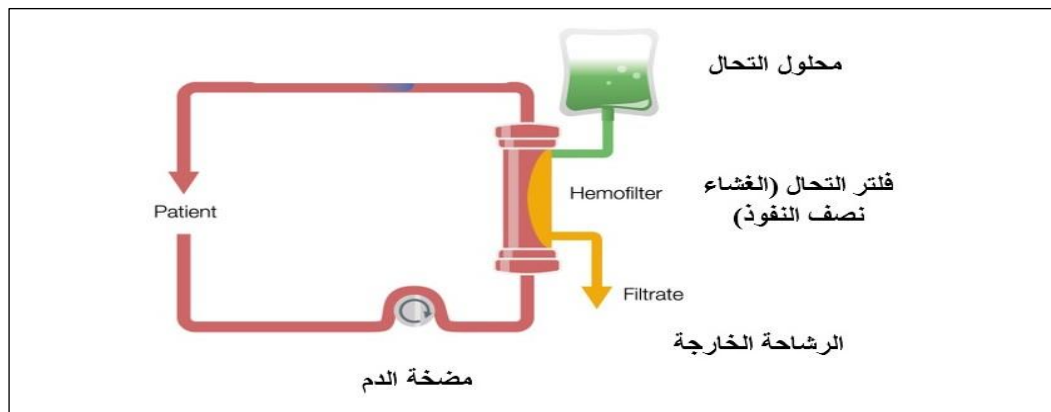 محلول التحال
Hemofilter
فلتر التحال (الغشاء
نصف النفوذ)
Patient
Filtrate
الرشاحة الخارجة
مضخة الدم